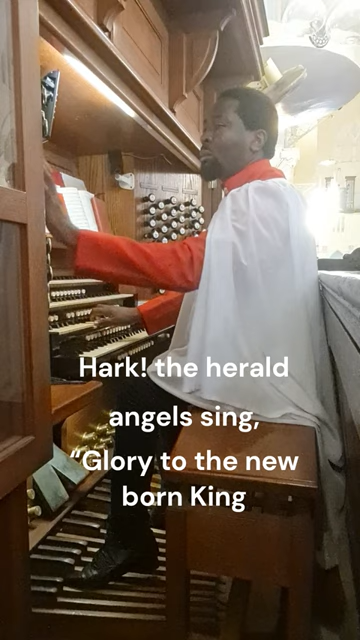 Hark! the herald
angels sing,
“Glory to the new
born King